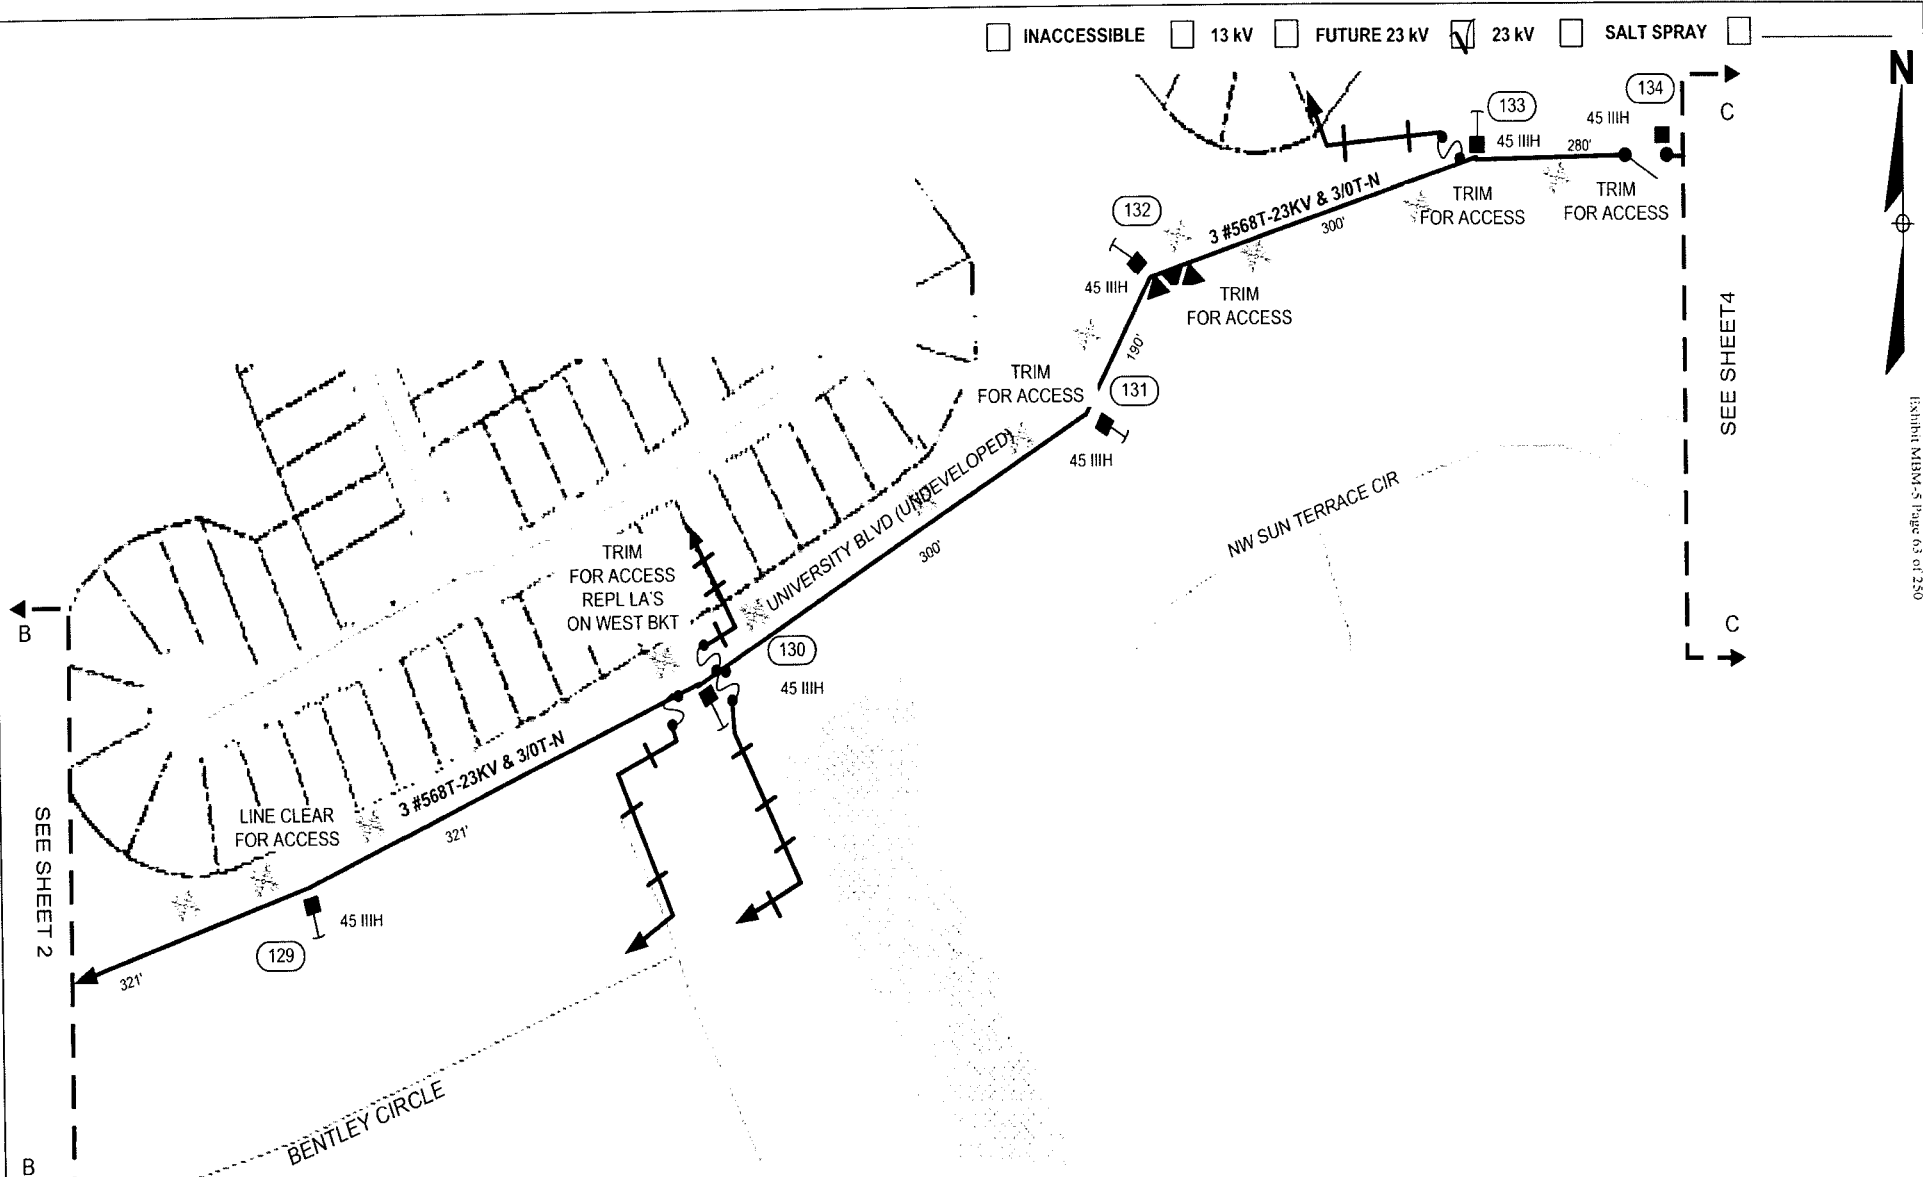 INACCESSIBLE 13 kV FUTURE 23 kV 23 kV SALT SPRAY
N
134
C
133
45 IIIH
45 IIIH
280'
TRIM
FOR ACCESS
TRIM
FOR ACCESS
132
3 #568T-23KV & 3/0T-N
300'
45 IIIH
TRIM
FOR ACCESS
190'
SEE SHEET4
TRIM
FOR ACCESS
131
45 IIIH
Exhibit MBM-5 Page 63 of 250
UNIVERSITY BLVD (UNDEVELOPED)
300'
NW SUN TERRACE CIR
TRIM
FOR ACCESS
REPL LA'S
ON WEST BKT
B
C
130
45 IIIH
3 #568T-23KV & 3/0T-N
321'
LINE CLEAR
FOR ACCESS
SEE SHEET 2
45 IIIH
129
321'
BENTLEY CIRCLE
B